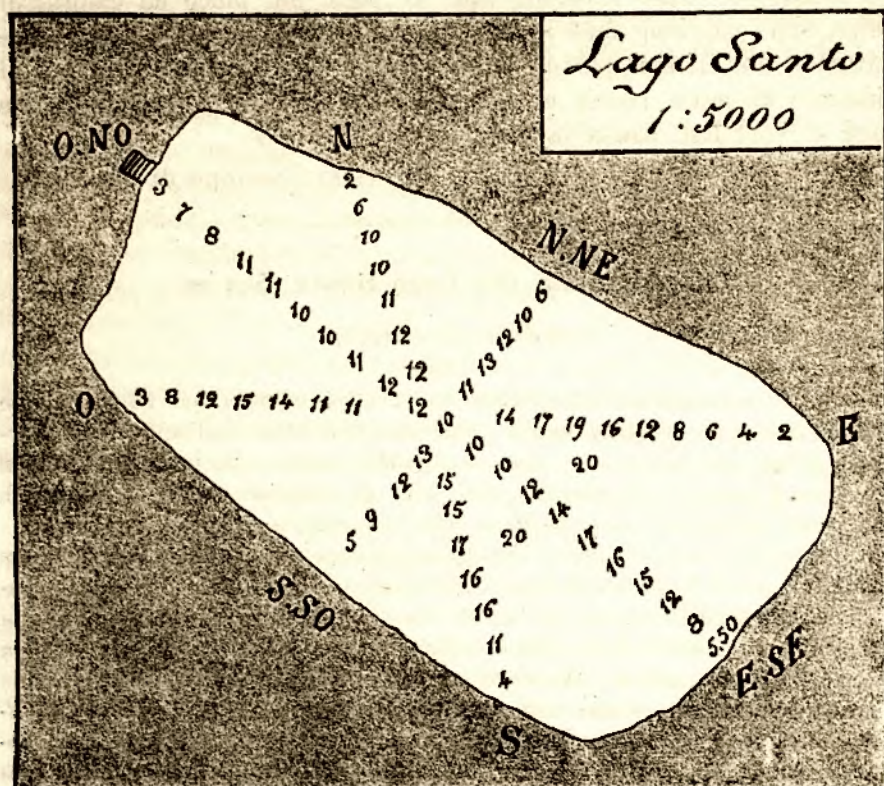 Lago Santo
1:5000
O.NO
N
N.NE
O
E
S.SO
S
E.SE
3 7 8 11 11 10 10 11 12 12 10 10 12 14 17 16 15 12 8 5,50
2 6 10 10 11 12 12
15 15 17 16 16 11 4
6 10 12 13 11 10 13 12 9 5
3 8 12 15 14 11 11
14 17 19 16 12 8 6 4 2
20
20